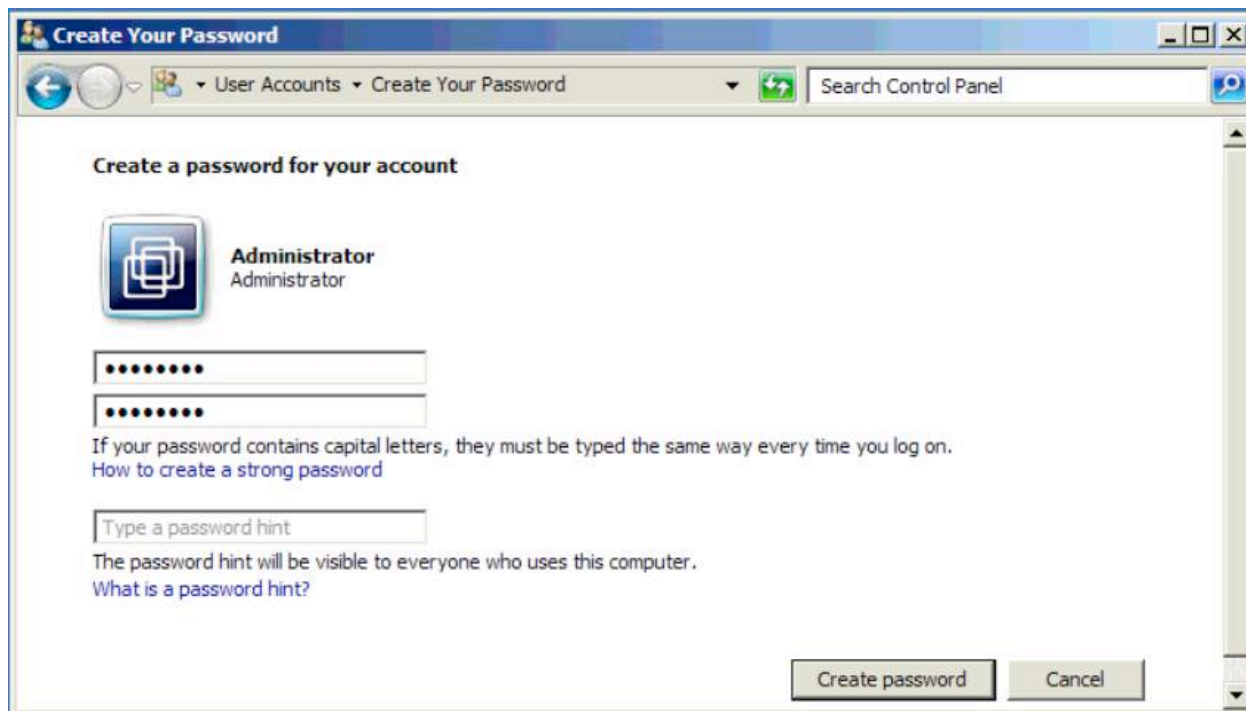 Create Your Password
User Accounts Create Your Password Search Control Panel
Create a password for your account
Administrator
Administrator
••••••••
••••••••
If your password contains capital letters, they must be typed the same way every time you log on.
How to create a strong password
Type a password hint
The password hint will be visible to everyone who uses this computer.
What is a password hint?
Create password Cancel